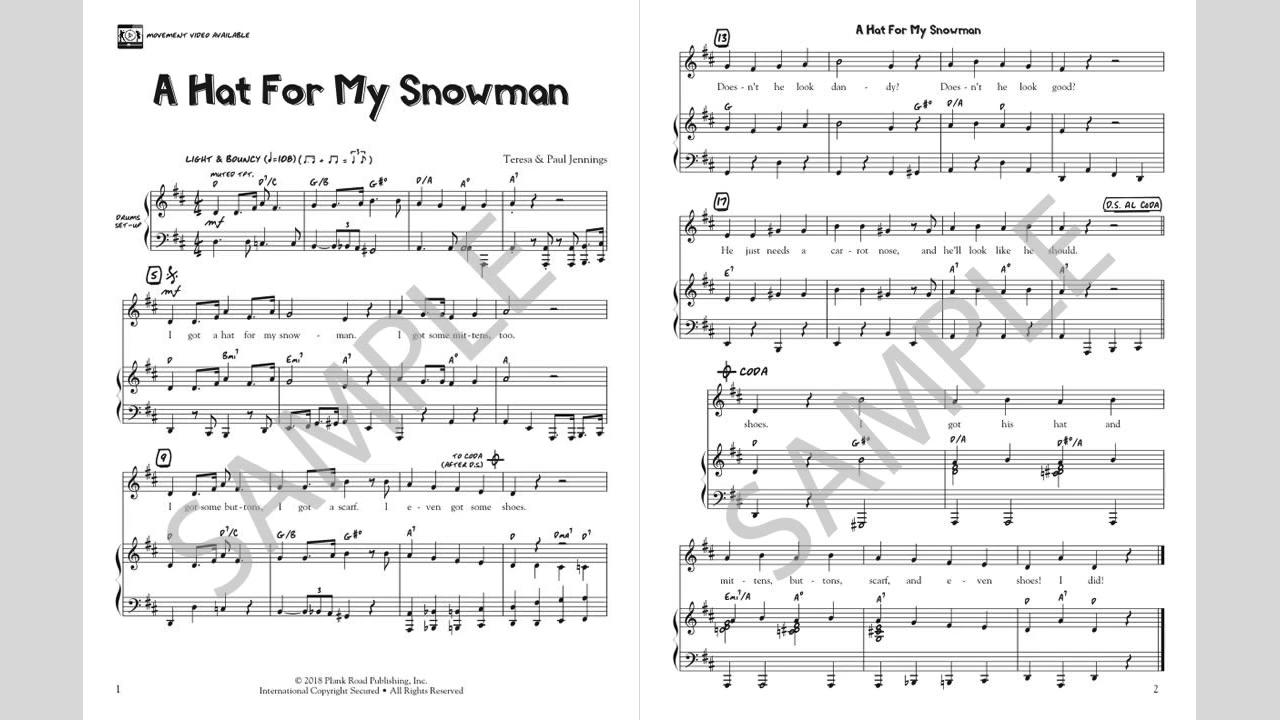 MOVEMENT VIDEO AVAILABLE
A Hat For My Snowman
LIGHT & BOUNCY (♩=108) (♫ + ♫ = ♩♪)
Teresa & Paul Jennings
MUTED TPT.
D D7/C G/B G#° D/A A° A7
DRUMS
SET-UP
mf
5
mf
I got a hat for my snow - man. I got some mit-tens, too.
D Bmi7 Emi7 A7 D A° A
9
TO CODA
(AFTER D.S.)
I got some but-tons, I got a scarf. I e - ven got some shoes.
D D7/C G/B G#° A7 D DMA7 D7
3
© 2018 Plank Road Publishing, Inc.
International Copyright Secured • All Rights Reserved
1
A Hat For My Snowman
13
Does - n't he look dan - dy? Does - n't he look good?
G G#° D/A D
17
D.S. AL CODA
He just needs a car - rot nose, and he'll look like he should.
E7 A7 A° A7
CODA
shoes. I got his hat and
D G#° D/A D#°/A
mit - tens, but - tons, scarf, and e - ven shoes! I did!
Emi7/A A° A7 D A7 D
2
SAMPLE
SAMPLE